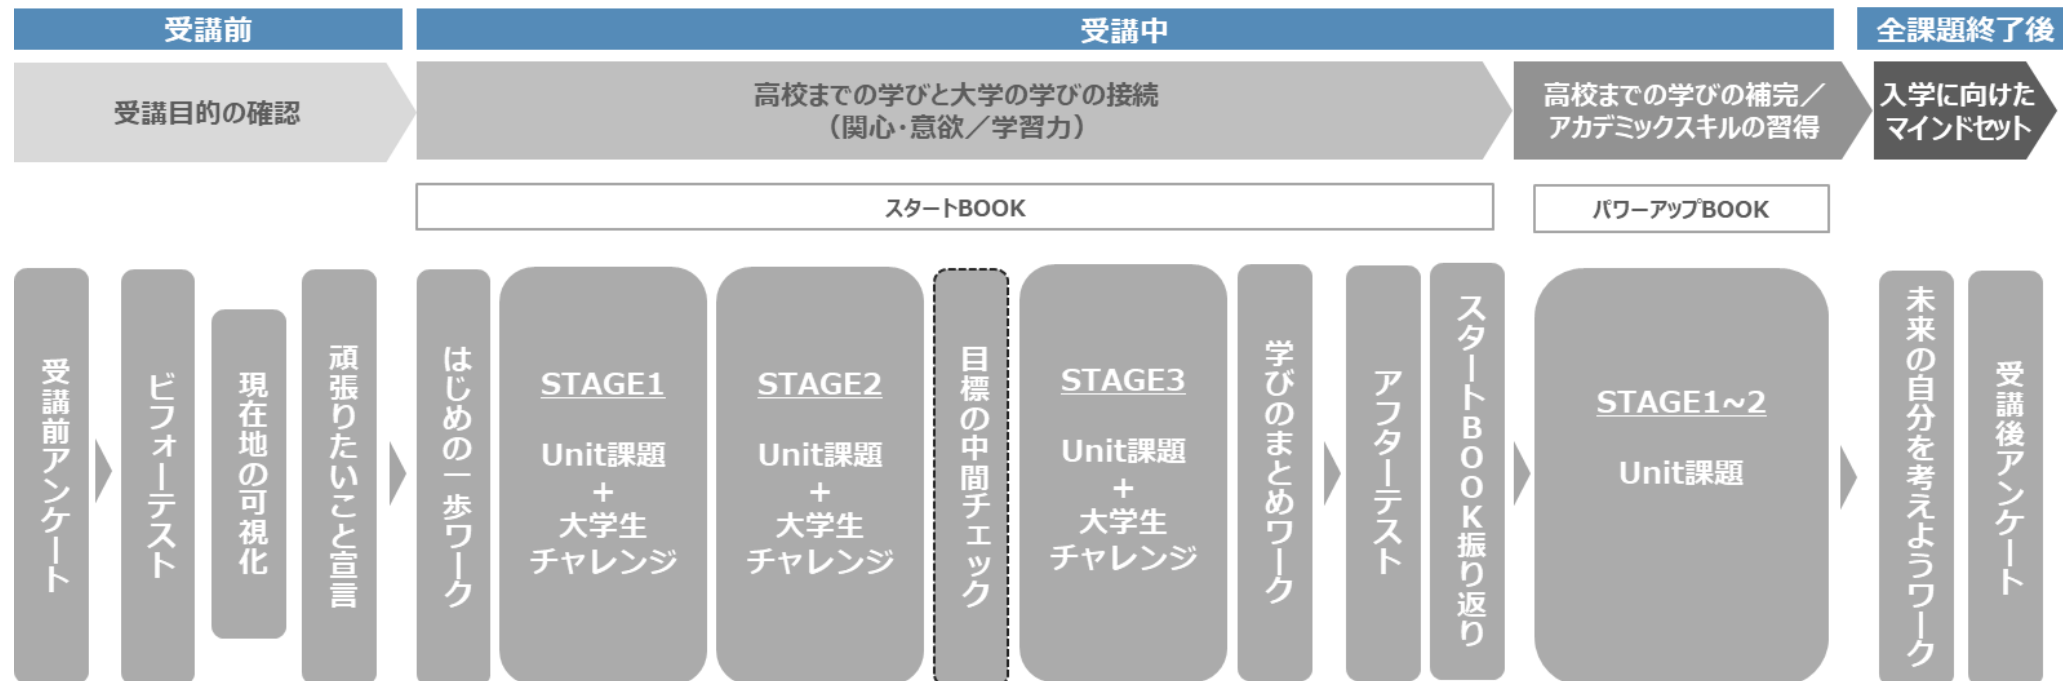 受講前
受講中
全課題終了後
受講目的の確認
高校までの学びと大学の学びの接続
（関心・意欲／学習力）
高校までの学びの補完／
アカデミックスキルの習得
入学に向けた
マインドセット
スタートBOOK
パワーアップBOOK
受講前アンケート
ビフォーテスト
現在地の可視化
頑張りたいこと宣言
はじめの一歩ワーク
STAGE1
Unit課題
+
大学生
チャレンジ
STAGE2
Unit課題
+
大学生
チャレンジ
目標の中間チェック
STAGE3
Unit課題
+
大学生
チャレンジ
学びのまとめワーク
アフターテスト
スタートBOOK振り返り
STAGE1~2
Unit課題
未来の自分を考えようワーク
受講後アンケート